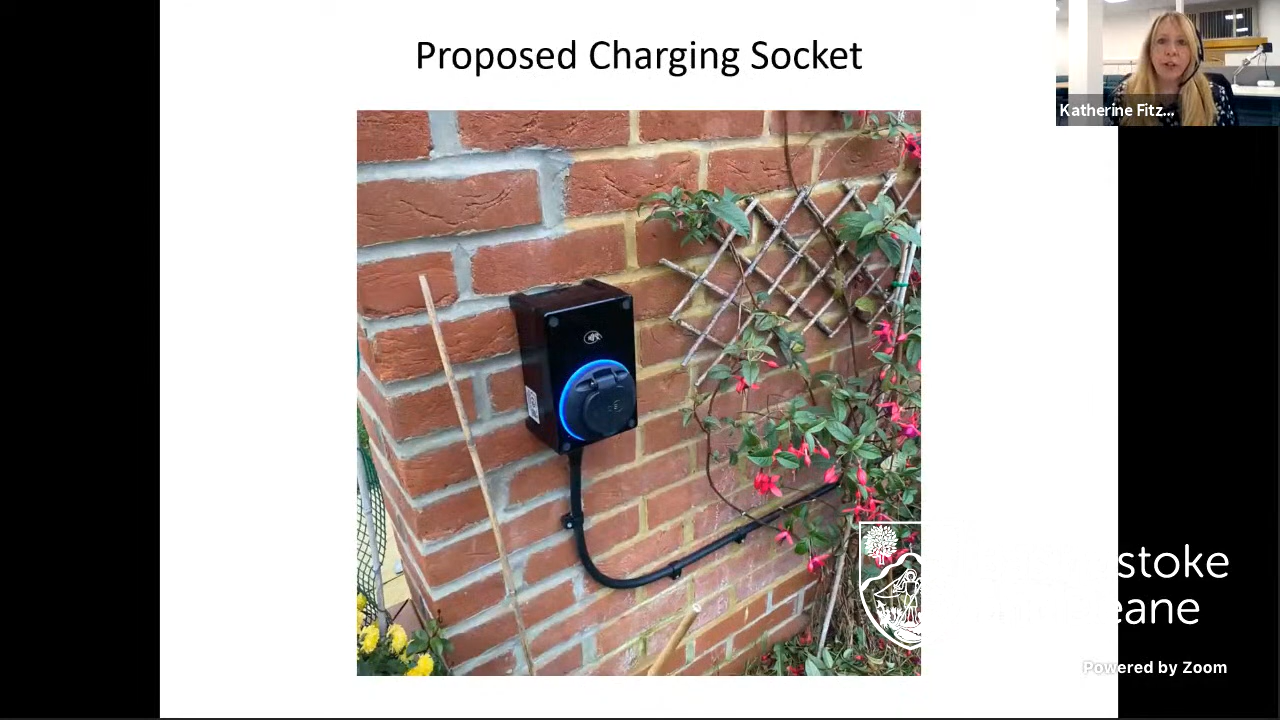 Proposed Charging Socket
Katherine Fitz...
stoke
eane
Powered by Zoom